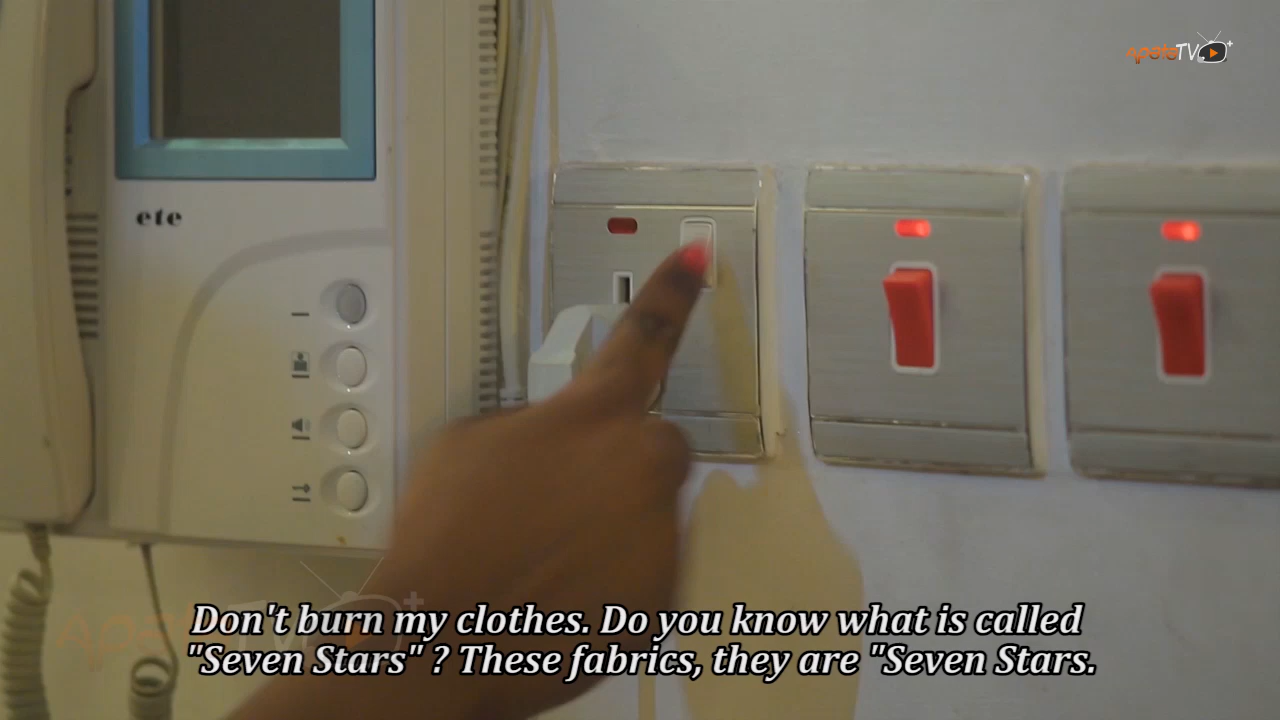 ApataTV+
ete
Don't burn my clothes. Do you know what is called
"Seven Stars" ? These fabrics, they are "Seven Stars.